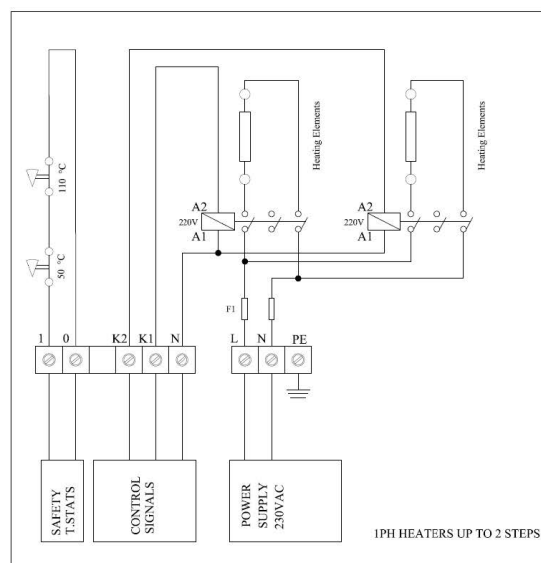 110 °C
50 °C
Heating Elements
Heating Elements
A2
220V
A1
A2
220V
A1
F1
1 0 K2 K1 N
L N PE
SAFETY
T.STATS
CONTROL
SIGNALS
POWER
SUPPLY
230VAC
1PH HEATERS UP TO 2 STEPS